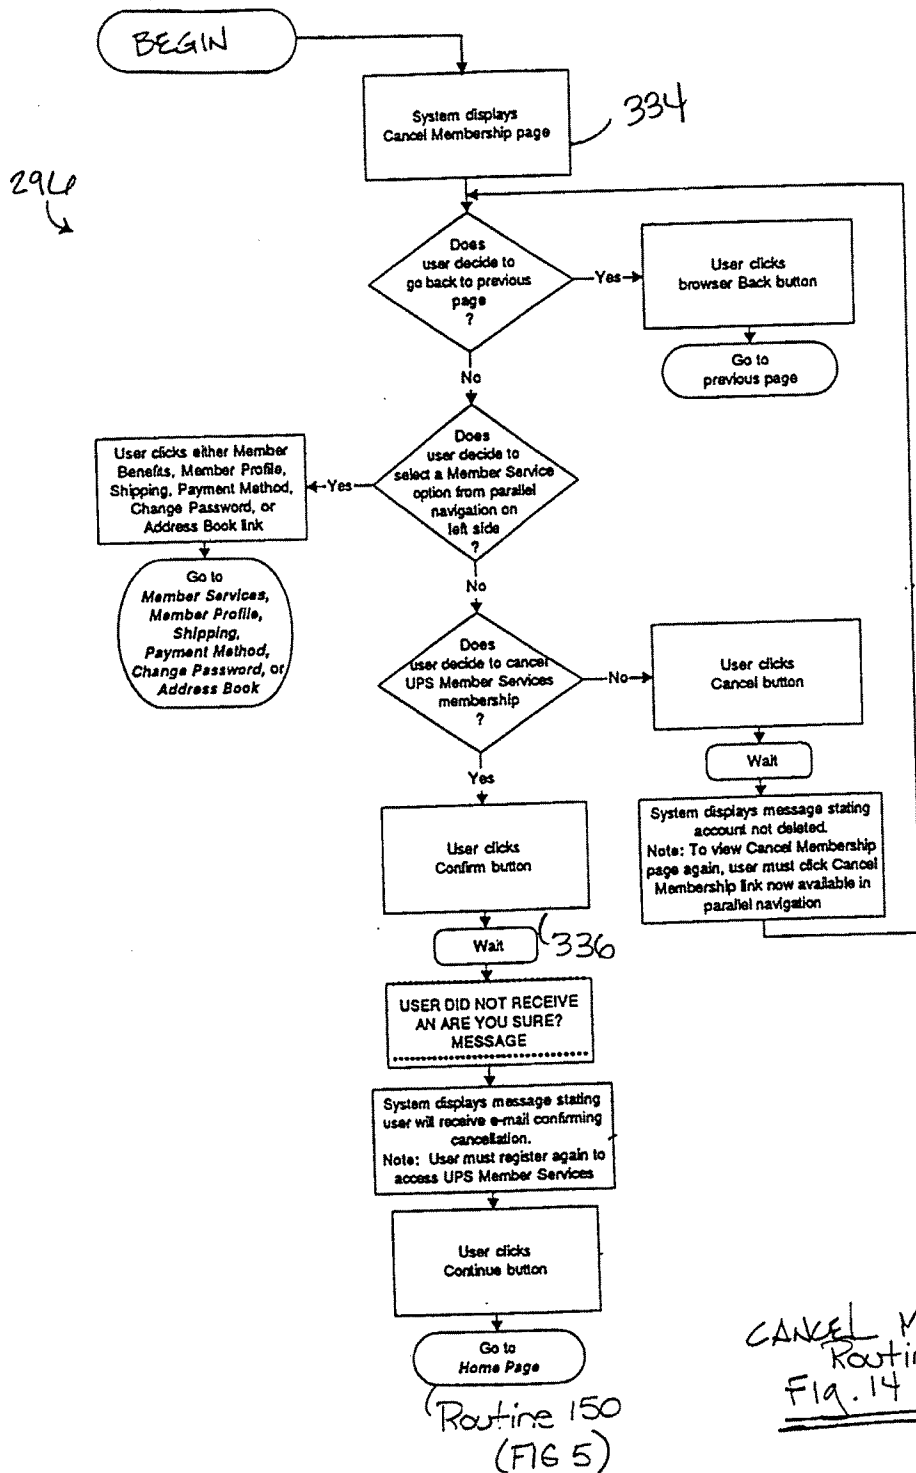 BEGIN
System displays
Cancel Membership page
334
296
Does
user decide to
go back to previous
page
?
Yes
User clicks
browser Back button
Go to
previous page
No
Does
user decide to
select a Member Service
option from parallel
navigation on
left side
?
Yes
User clicks either Member
Benefits, Member Profile,
Shipping, Payment Method,
Change Password, or
Address Book link
Go to
Member Services,
Member Profile,
Shipping,
Payment Method,
Change Password, or
Address Book
No
Does
user decide to cancel
UPS Member Services
membership
?
No
User clicks
Cancel button
Wait
System displays message stating
account not deleted.
Note: To view Cancel Membership
page again, user must click Cancel
Membership link now available in
parallel navigation
Yes
User clicks
Confirm button
Wait
336
USER DID NOT RECEIVE
AN ARE YOU SURE?
MESSAGE
System displays message stating
user will receive e-mail confirming
cancellation.
Note: User must register again to
access UPS Member Services
User clicks
Continue button
Go to
Home Page
Routine 150
(FIG 5)
CANCEL
Fig. 14